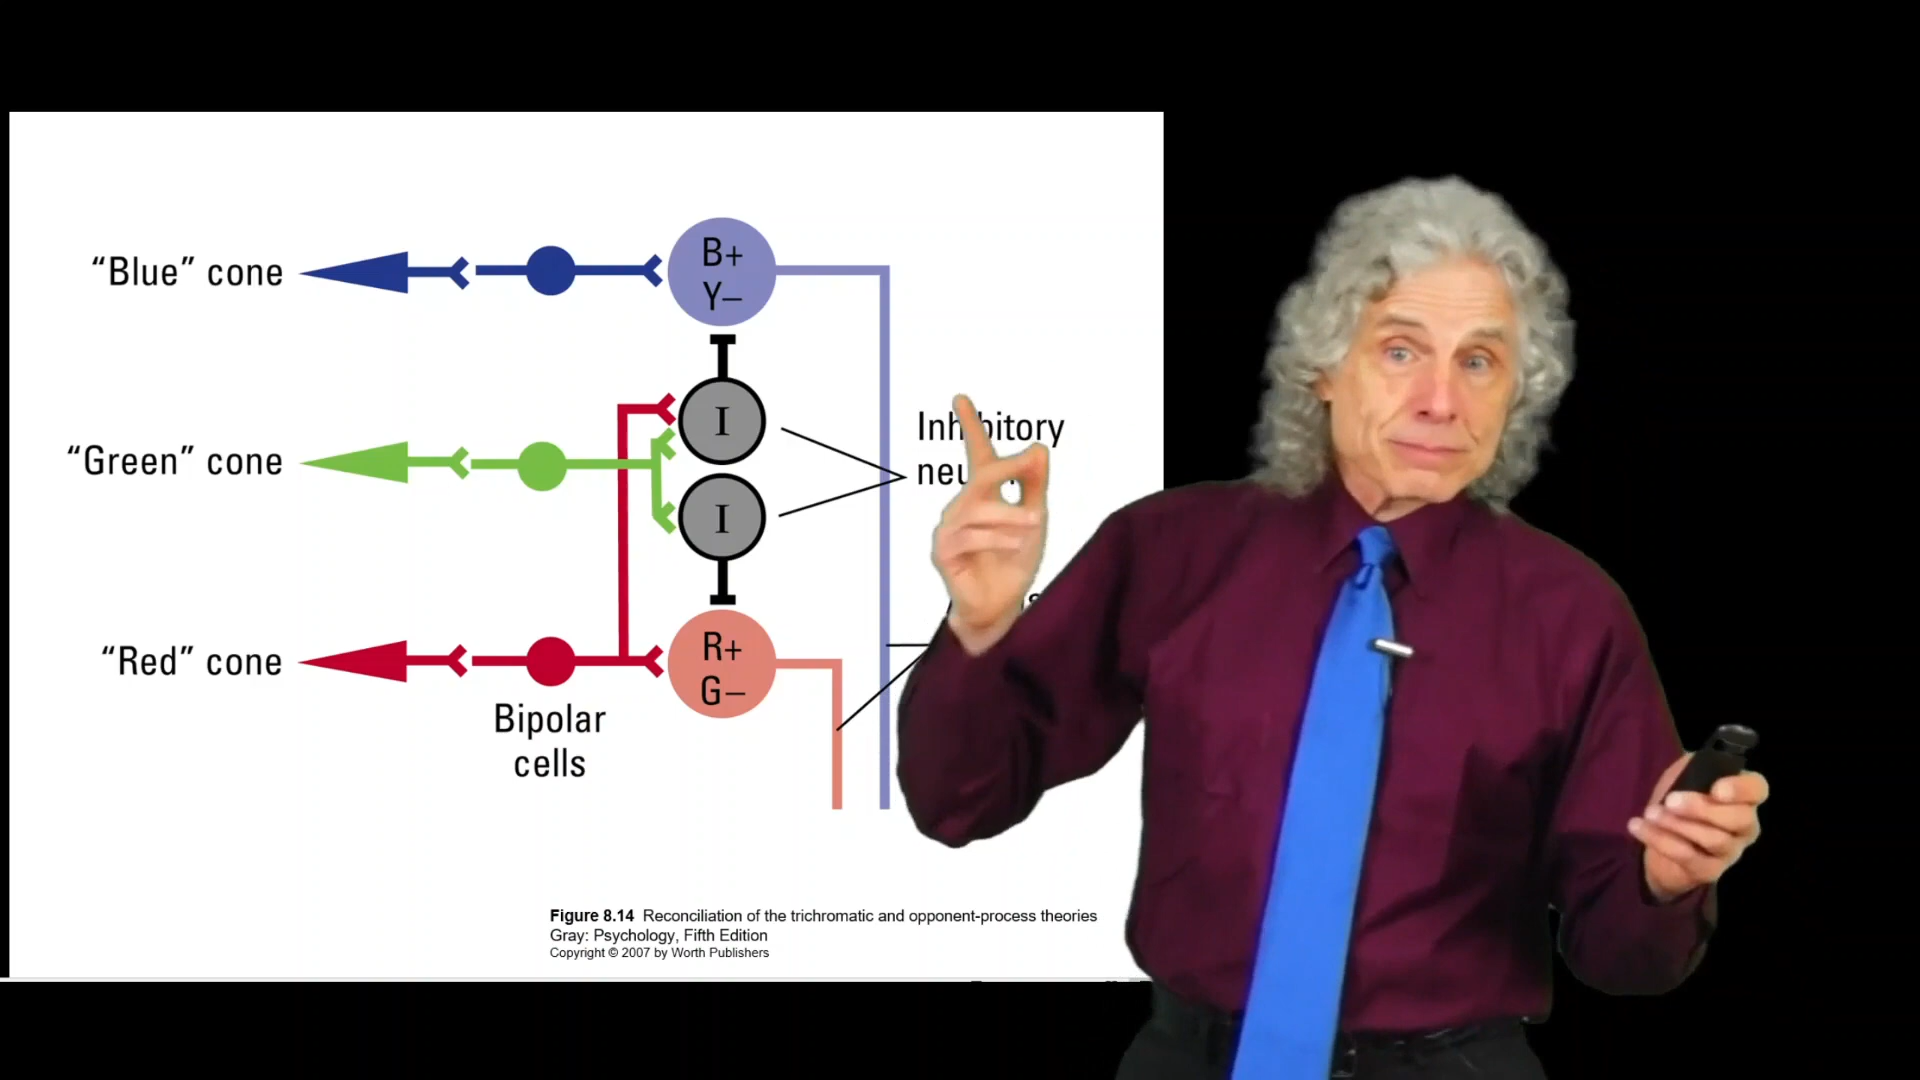 “Blue” cone
B+
Y–
I
Inhibitory
“Green” cone
I
“Red” cone
R+
G–
Bipolar
cells
Figure 8.14 Reconciliation of the trichromatic and opponent-process theories
Gray: Psychology, Fifth Edition
Copyright © 2007 by Worth Publishers